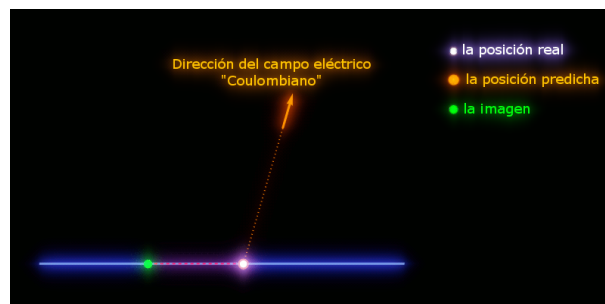 Dirección del campo eléctrico
"Coulombiano"
la posición real
la posición predicha
la imagen